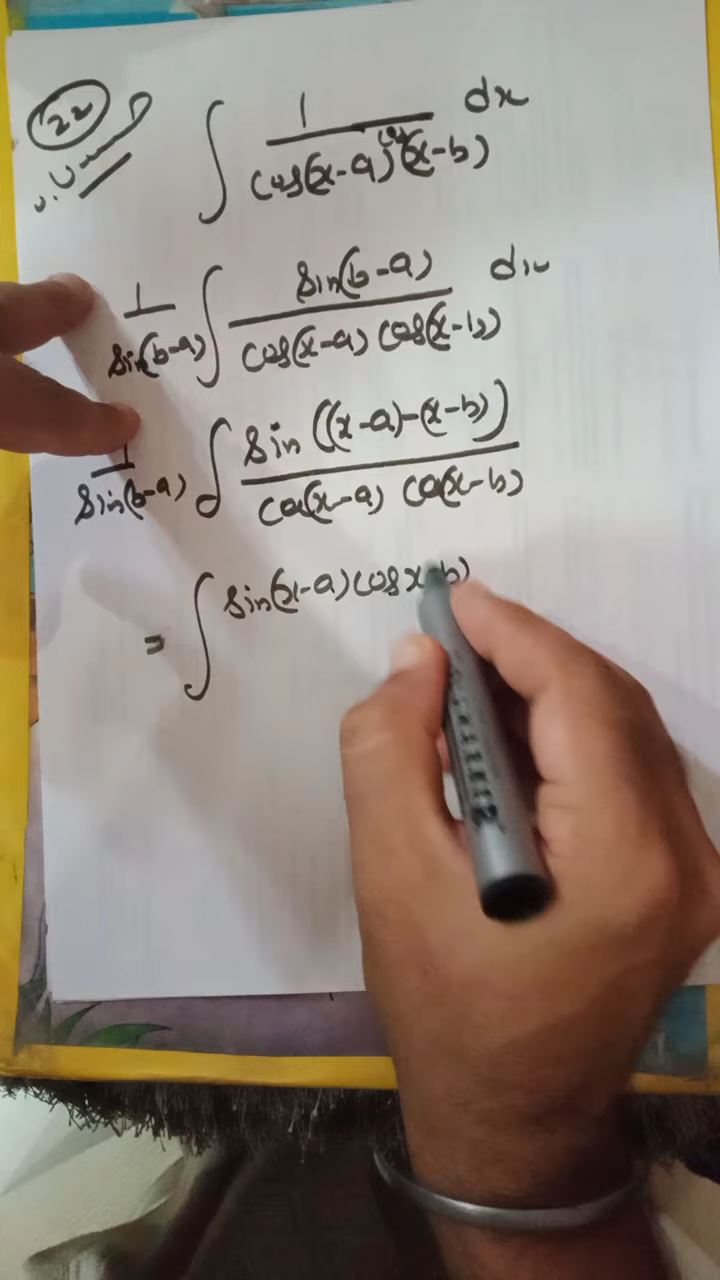 22
∫ 1/(cos(x-a) cos(x-b)) dx
1/sin(b-a) ∫ sin(b-a)/(cos(x-a) cos(x-b)) dx
1/sin(b-a) ∫ sin((x-a)-(x-b))/(cos(x-a) cos(x-b))
= ∫ sin(x-a) cos x-b)